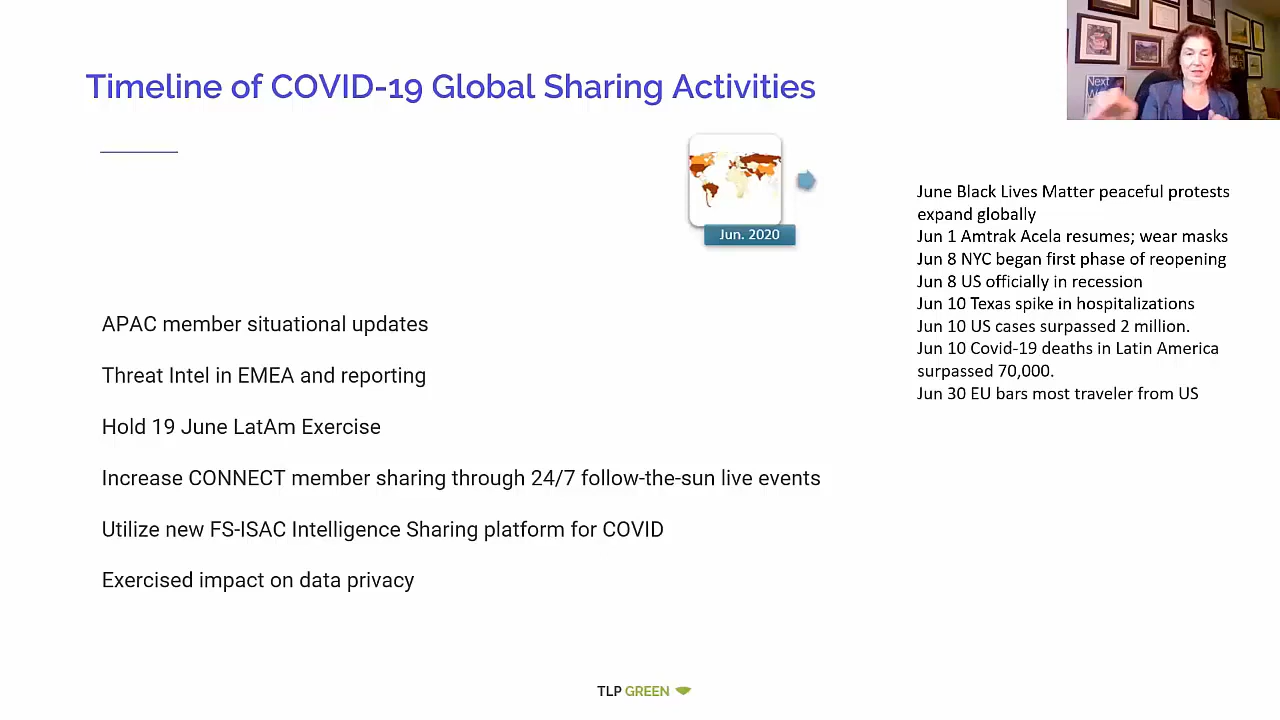 Timeline of COVID-19 Global Sharing Activities
Jun. 2020
June Black Lives Matter peaceful protests
expand globally
Jun 1 Amtrak Acela resumes; wear masks
Jun 8 NYC began first phase of reopening
Jun 8 US officially in recession
Jun 10 Texas spike in hospitalizations
Jun 10 US cases surpassed 2 million.
Jun 10 Covid-19 deaths in Latin America
surpassed 70,000.
Jun 30 EU bars most traveler from US
APAC member situational updates
Threat Intel in EMEA and reporting
Hold 19 June LatAm Exercise
Increase CONNECT member sharing through 24/7 follow-the-sun live events
Utilize new FS-ISAC Intelligence Sharing platform for COVID
Exercised impact on data privacy
TLP GREEN
Next